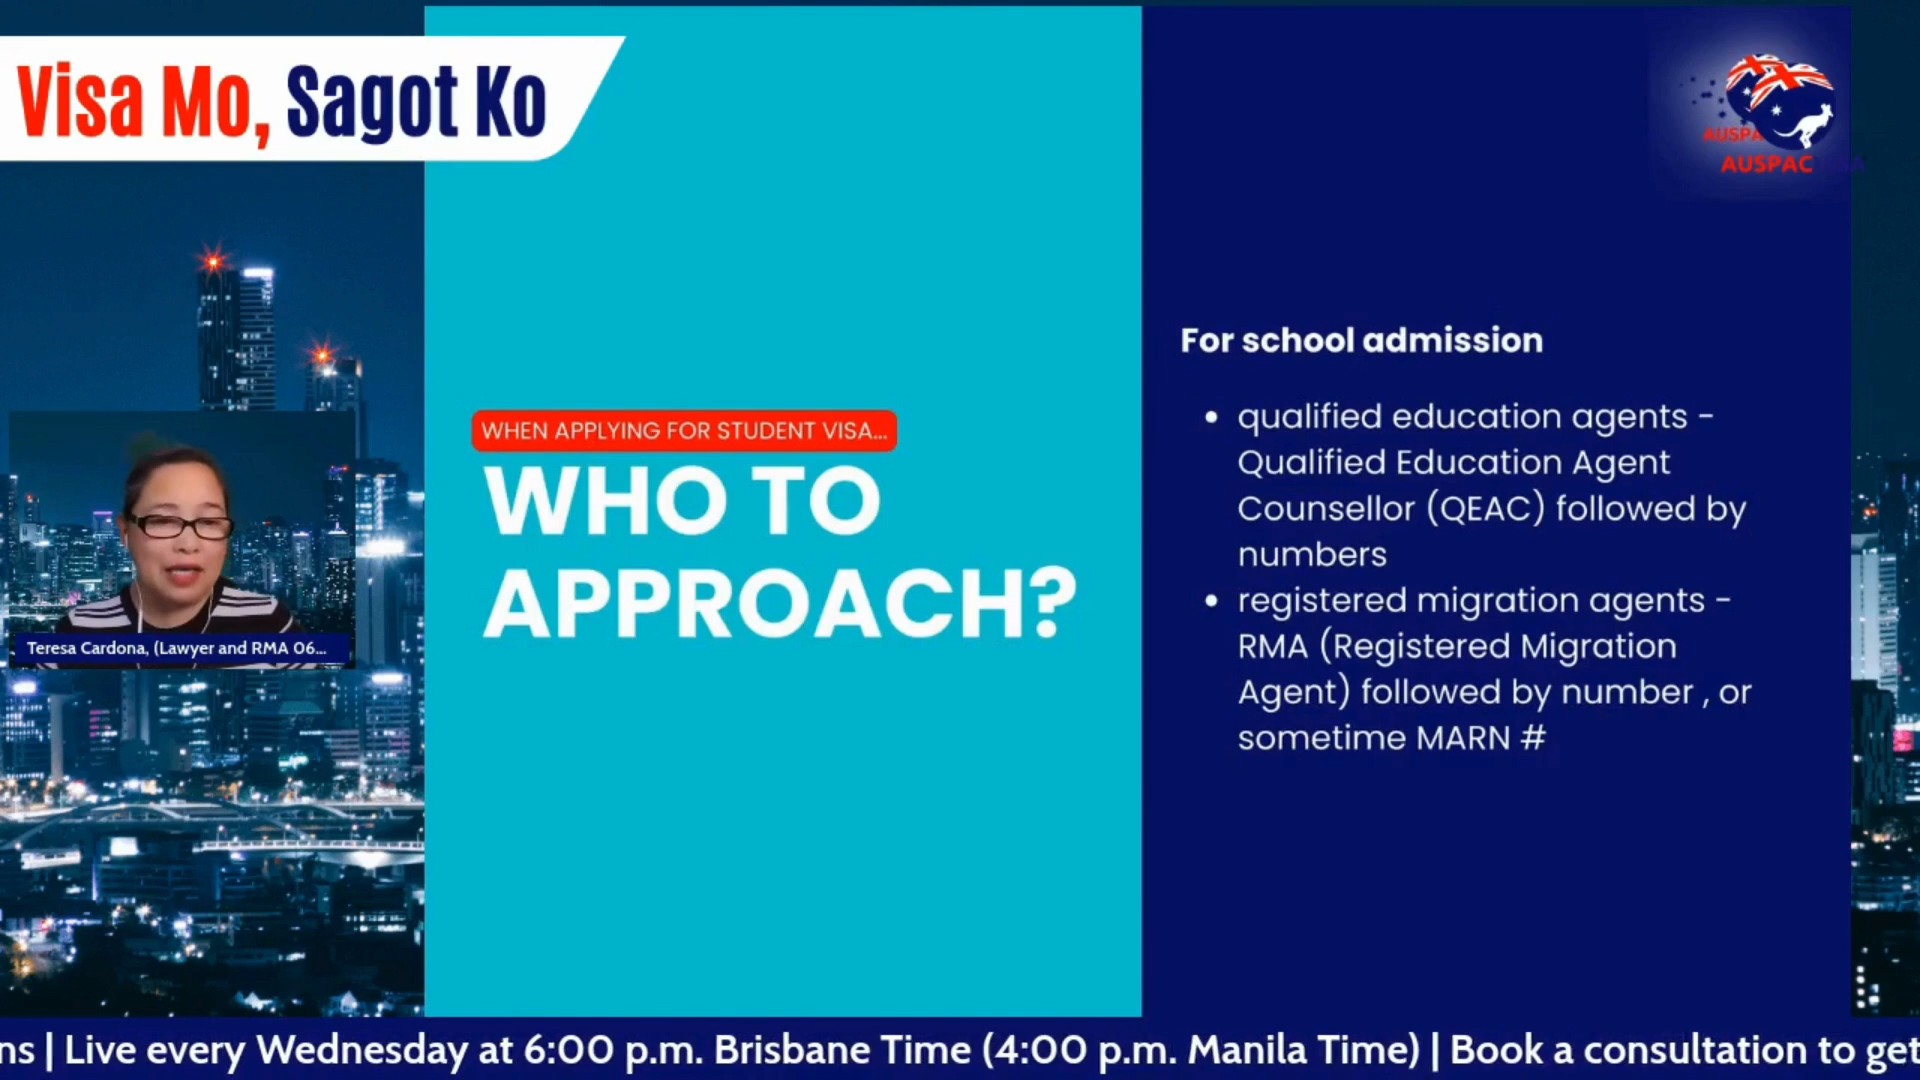 Visa Mo, Sagot Ko
AUSPAC
WHEN APPLYING FOR STUDENT VISA...
WHO TO
APPROACH?
For school admission
• qualified education agents -
Qualified Education Agent
Counsellor (QEAC) followed by
numbers
• registered migration agents -
RMA (Registered Migration
Agent) followed by number , or
sometime MARN #
Teresa Cardona, (Lawyer and RMA 06...
ns | Live every Wednesday at 6:00 p.m. Brisbane Time (4:00 p.m. Manila Time) | Book a consultation to get